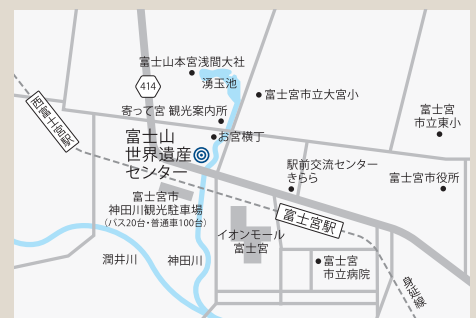 富士山本宮浅間大社
湧玉池
414
富士宮市立大宮小
寄って宮 観光案内所
富士宮
市立東小
お宮横丁
西富士宮駅
富士山
世界遺産
センター
駅前交流センター
きらら
富士宮市役所
富士宮市
神田川観光駐車場
(バス20台・普通車100台)
富士宮駅
イオンモール
富士宮
潤井川
神田川
富士宮
市立病院
身延線